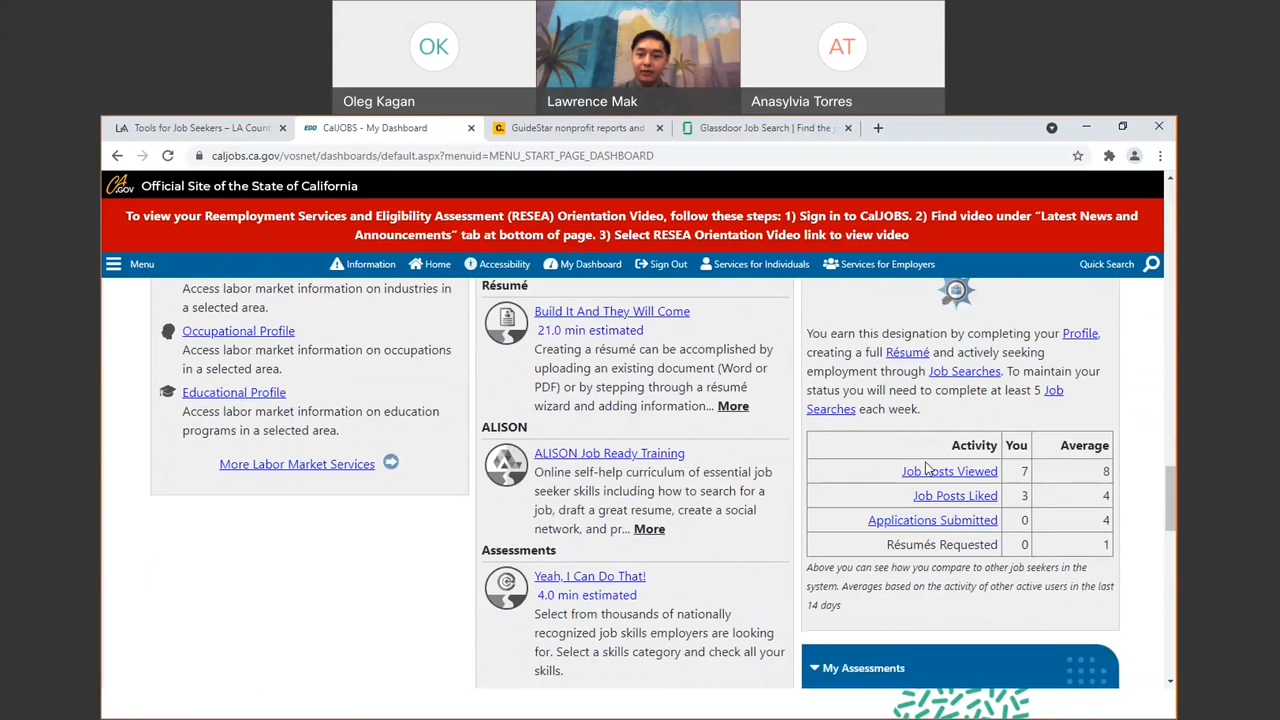 OK
AT
Oleg Kagan
Lawrence Mak
Anasylvia Torres
LA Tools for Job Seekers – LA Count
EDD CalJOBS - My Dashboard
GuideStar nonprofit reports and
Glassdoor Job Search | Find the j
caljobs.ca.gov/vosnet/dashboards/default.aspx?menuid=MENU_START_PAGE_DASHBOARD
CA.GOV Official Site of the State of California
To view your Reemployment Services and Eligibility Assessment (RESEA) Orientation Video, follow these steps: 1) Sign in to CalJOBS. 2) Find video under “Latest News and
Announcements” tab at bottom of page. 3) Select RESEA Orientation Video link to view video
Menu
Information
Home
Accessibility
My Dashboard
Sign Out
Services for Individuals
Services for Employers
Quick Search
Access labor market information on industries in
a selected area.
Occupational Profile
Access labor market information on occupations
in a selected area.
Educational Profile
Access labor market information on education
programs in a selected area.
More Labor Market Services
Résumé
Build It And They Will Come
21.0 min estimated
Creating a résumé can be accomplished by
uploading an existing document (Word or
PDF) or by stepping through a résumé
wizard and adding information... More
ALISON
ALISON Job Ready Training
Online self-help curriculum of essential job
seeker skills including how to search for a
job, draft a great resume, create a social
network, and pr... More
Assessments
Yeah, I Can Do That!
4.0 min estimated
Select from thousands of nationally
recognized job skills employers are looking
for. Select a skills category and check all your
skills.
You earn this designation by completing your Profile,
creating a full Résumé and actively seeking
employment through Job Searches. To maintain your
status you will need to complete at least 5 Job
Searches each week.
Activity You Average
Job Posts Viewed 7 8
Job Posts Liked 3 4
Applications Submitted 0 4
Résumés Requested 0 1
Above you can see how you compare to other job seekers in the
system. Averages based on the activity of other active users in the last
14 days
My Assessments